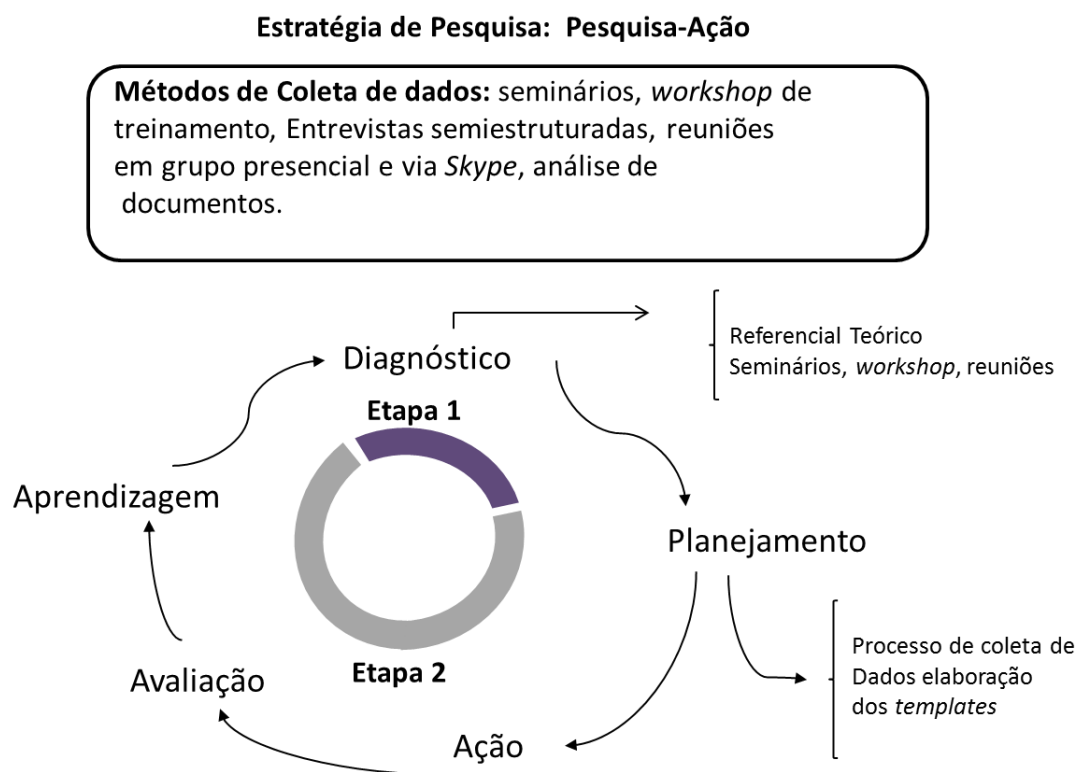 Estratégia de Pesquisa: Pesquisa-Ação
Métodos de Coleta de dados: seminários, workshop de
treinamento, Entrevistas semiestruturadas, reuniões
em grupo presencial e via Skype, análise de
documentos.
Diagnóstico
Referencial Teórico
Seminários, workshop, reuniões
Etapa 1
Aprendizagem
Planejamento
Processo de coleta de
Dados elaboração
dos templates
Etapa 2
Avaliação
Ação